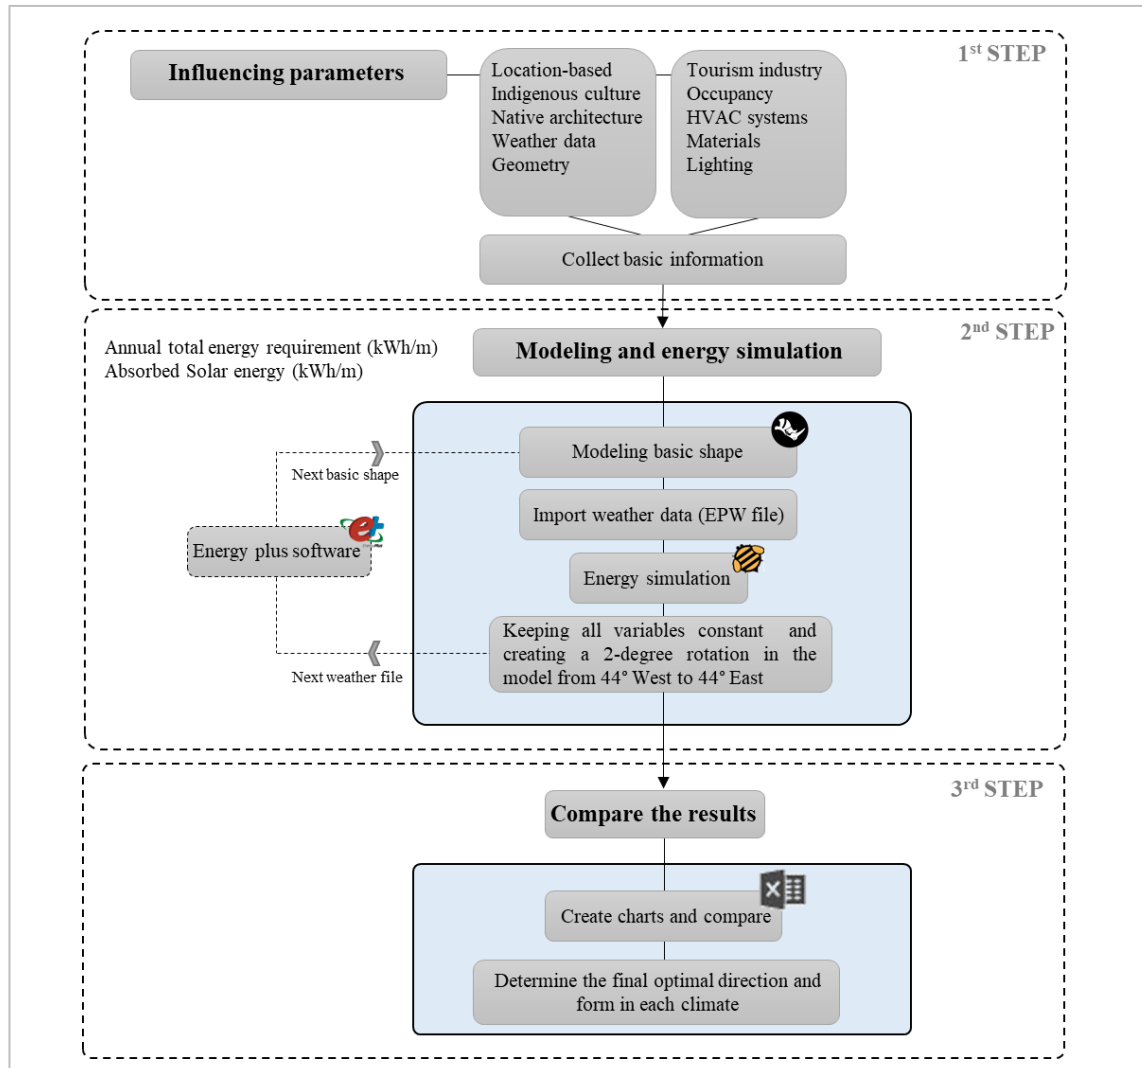 1st STEP
Influencing parameters
Location-based
Indigenous culture
Native architecture
Weather data
Geometry
Tourism industry
Occupancy
HVAC systems
Materials
Lighting
Collect basic information
2nd STEP
Annual total energy requirement (kWh/m)
Absorbed Solar energy (kWh/m)
Modeling and energy simulation
Modeling basic shape
Next basic shape
Import weather data (EPW file)
Energy plus software
e+
Energy simulation
Keeping all variables constant and
creating a 2-degree rotation in the
model from 44° West to 44° East
Next weather file
3rd STEP
Compare the results
X
Create charts and compare
Determine the final optimal direction and
form in each climate